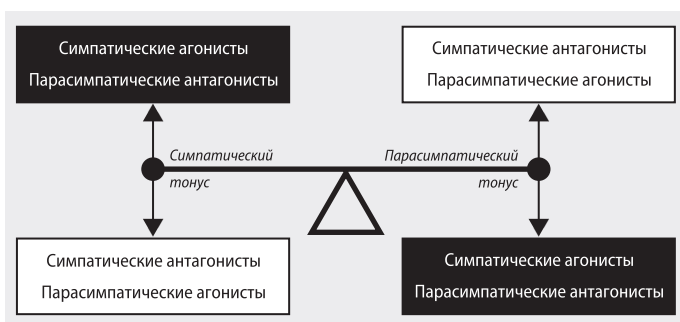 Симпатические агонисты
Парасимпатические антагонисты
Симпатические антагонисты
Парасимпатические агонисты
Симпатический
тонус
Парасимпатический
тонус
Симпатические антагонисты
Парасимпатические агонисты
Симпатические агонисты
Парасимпатические антагонисты